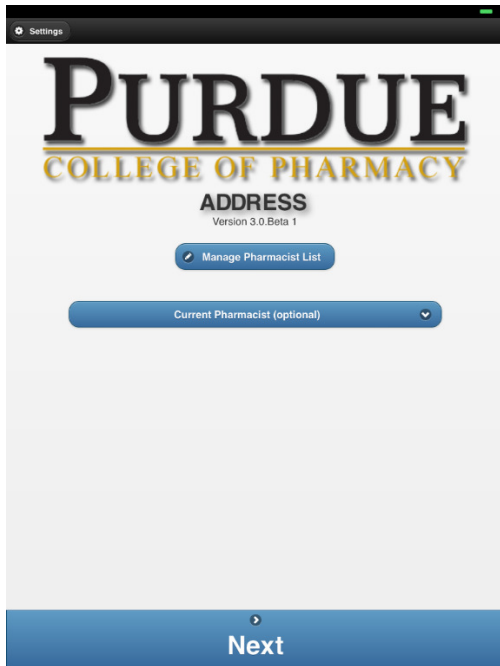 Settings
PURDUE
COLLEGE OF PHARMACY
ADDRESS
Version 3.0.Beta 1
Manage Pharmacist List
Current Pharmacist (optional)
Next